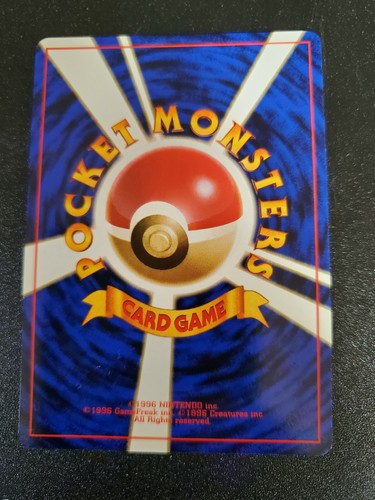 POCKET MONSTERS
CARD GAME
©1996 NINTENDO inc.
©1996 GameFreak inc. ©1996 Creatures inc.
All Rights reserved.